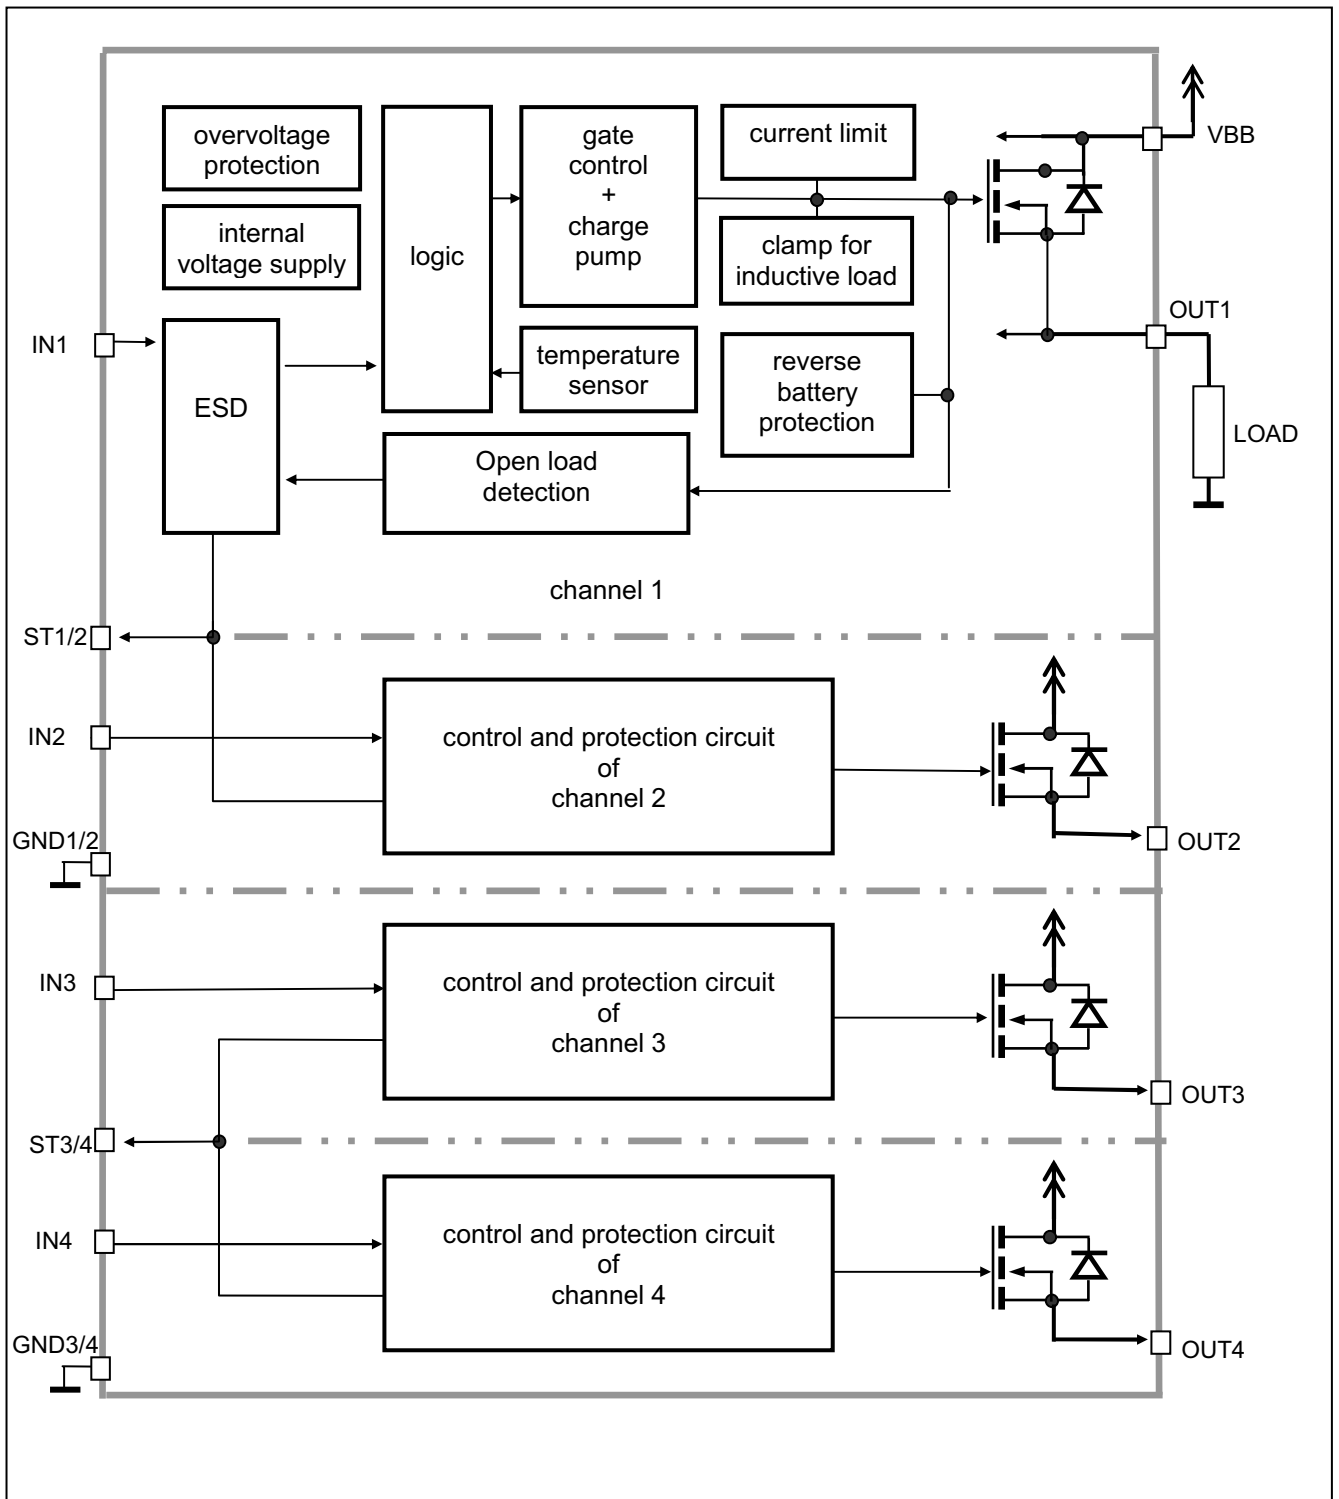 overvoltage
protection
internal
voltage supply
logic
gate
control
+
charge
pump
current limit
clamp for
inductive load
VBB
IN1
ESD
temperature
sensor
reverse
battery
protection
OUT1
LOAD
Open load
detection
channel 1
ST1/2
IN2
control and protection circuit
of
channel 2
GND1/2
OUT2
IN3
control and protection circuit
of
channel 3
OUT3
ST3/4
IN4
control and protection circuit
of
channel 4
GND3/4
OUT4